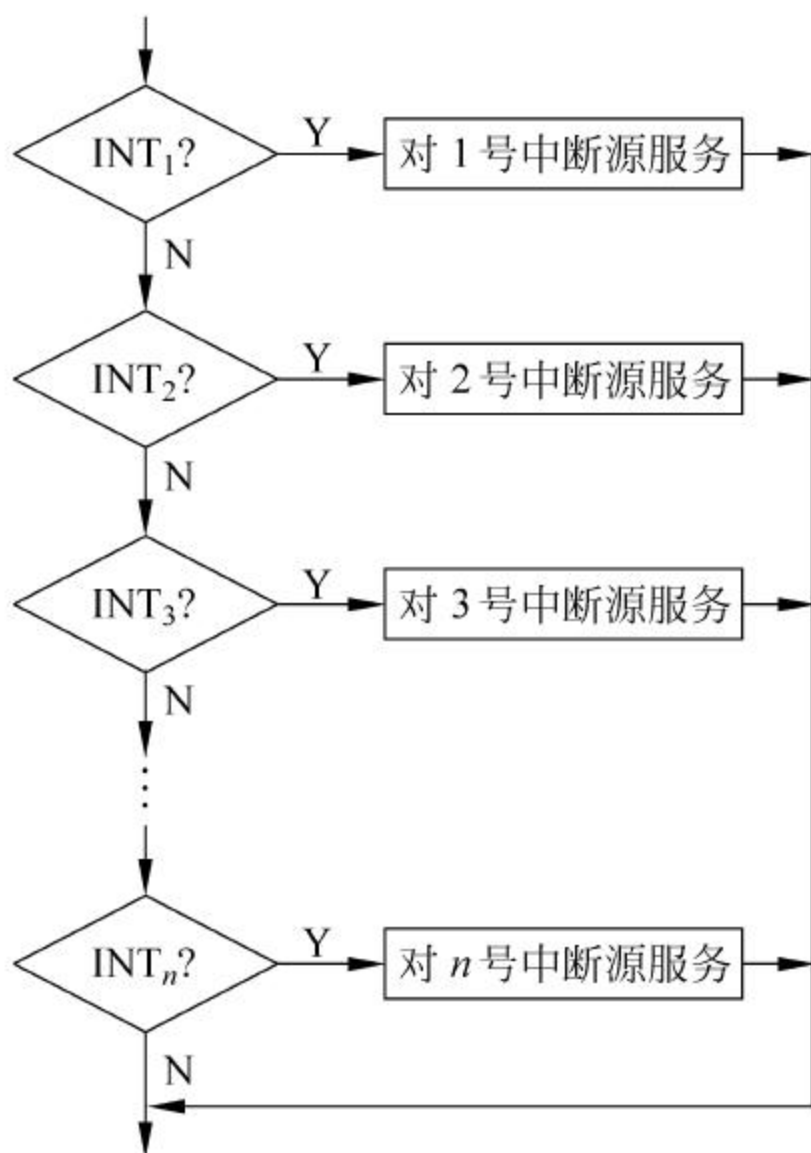 INT₁?
Y
对 1 号中断源服务
N
INT₂?
Y
对 2 号中断源服务
N
INT₃?
Y
对 3 号中断源服务
N
⋮
INTₙ?
Y
对 n 号中断源服务
N